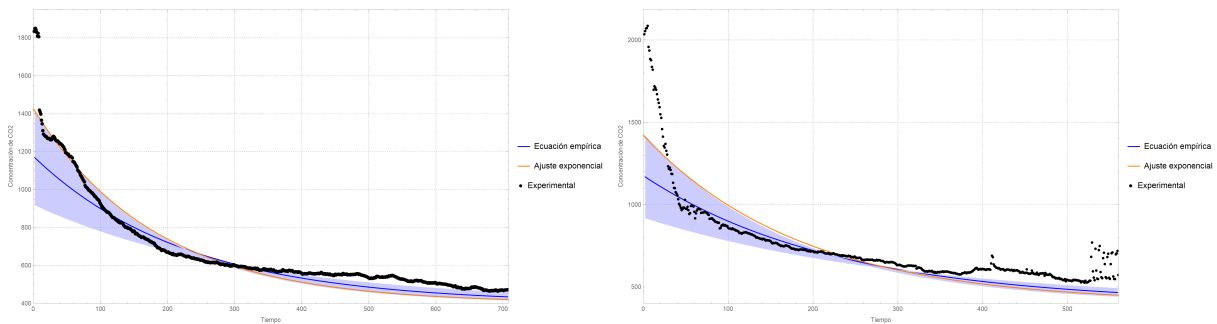 1800
1600
1400
1200
1000
800
600
400
Concentración de CO2
0
100
200
300
400
500
600
700
Tiempo
Ecuación empírica
Ajuste exponencial
Experimental
2000
1500
1000
500
Concentración de CO2
0
100
200
300
400
500
Tiempo
Ecuación empírica
Ajuste exponencial
Experimental